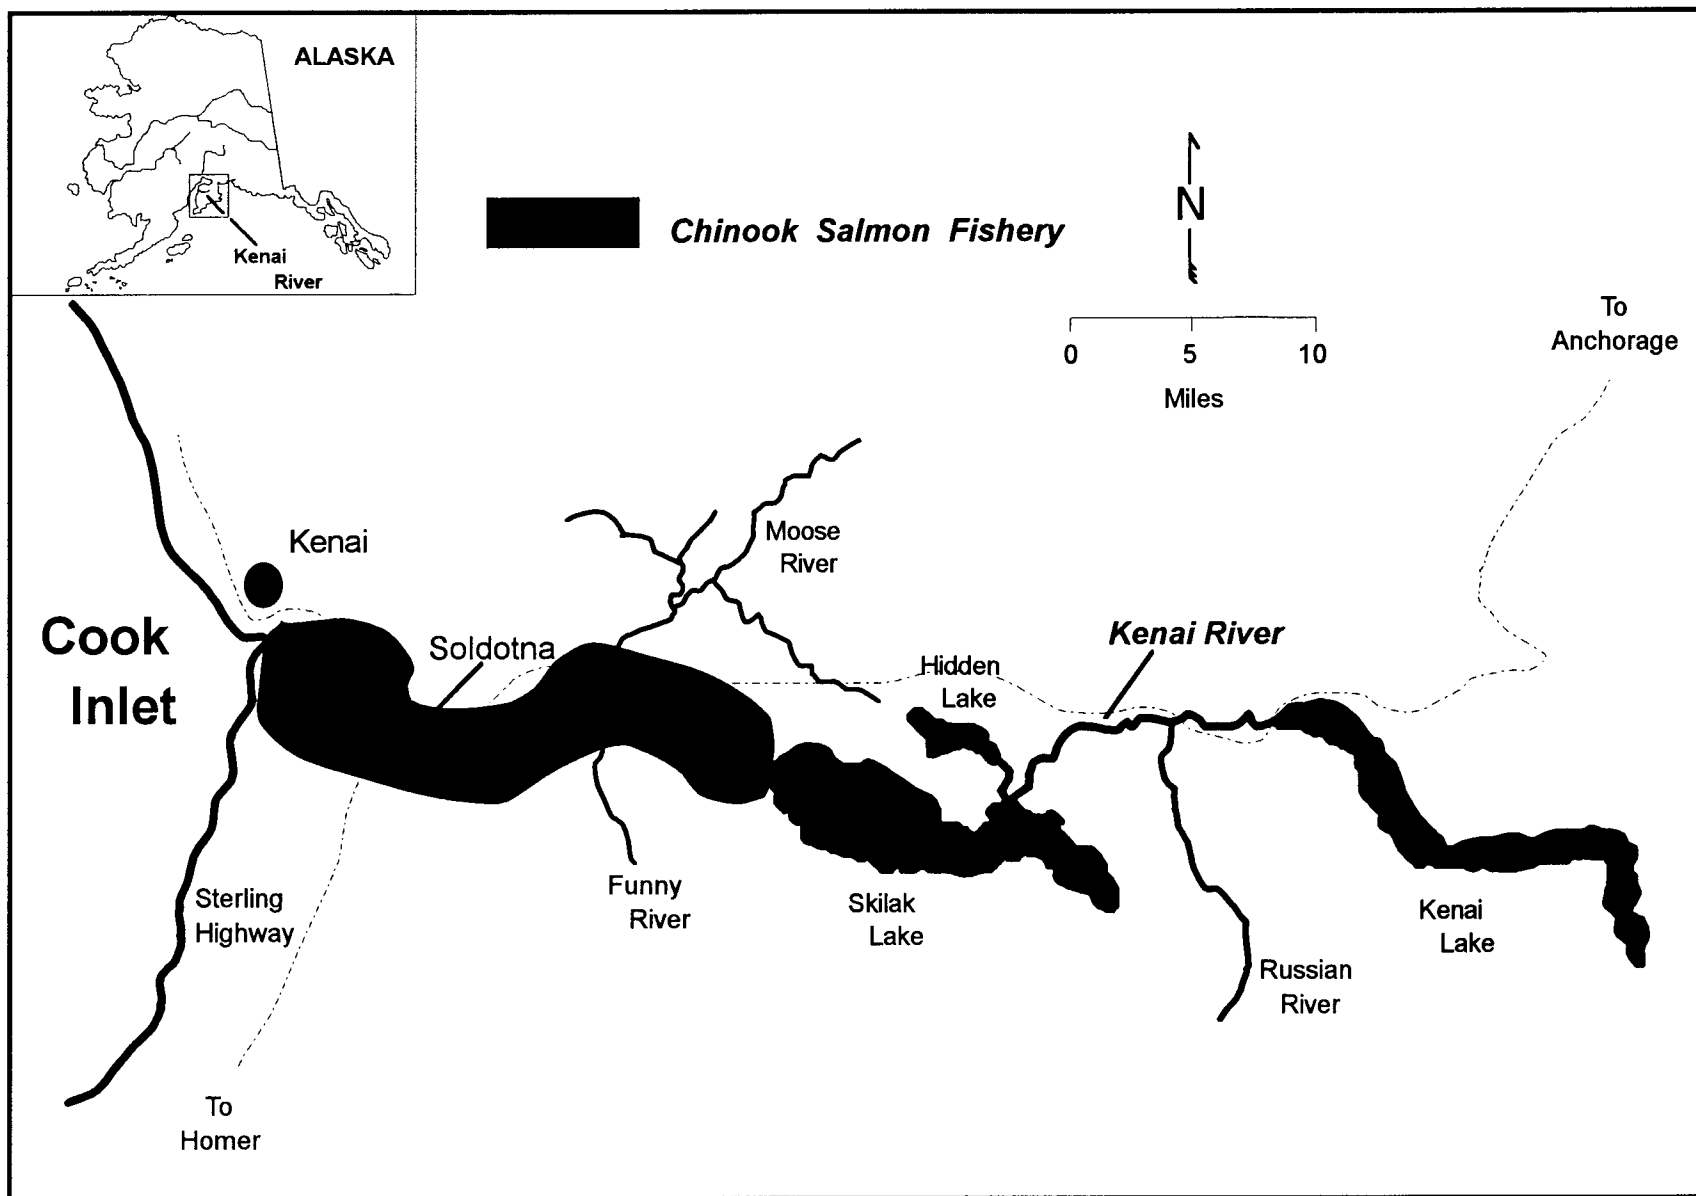 ALASKA
Kenai
River
Chinook Salmon Fishery
N
0 5 10
Miles
To
Anchorage
Kenai
Cook
Inlet
Soldotna
Moose
River
Hidden
Lake
Kenai River
Sterling
Highway
Funny
River
Skilak
Lake
Kenai
Lake
Russian
River
To
Homer